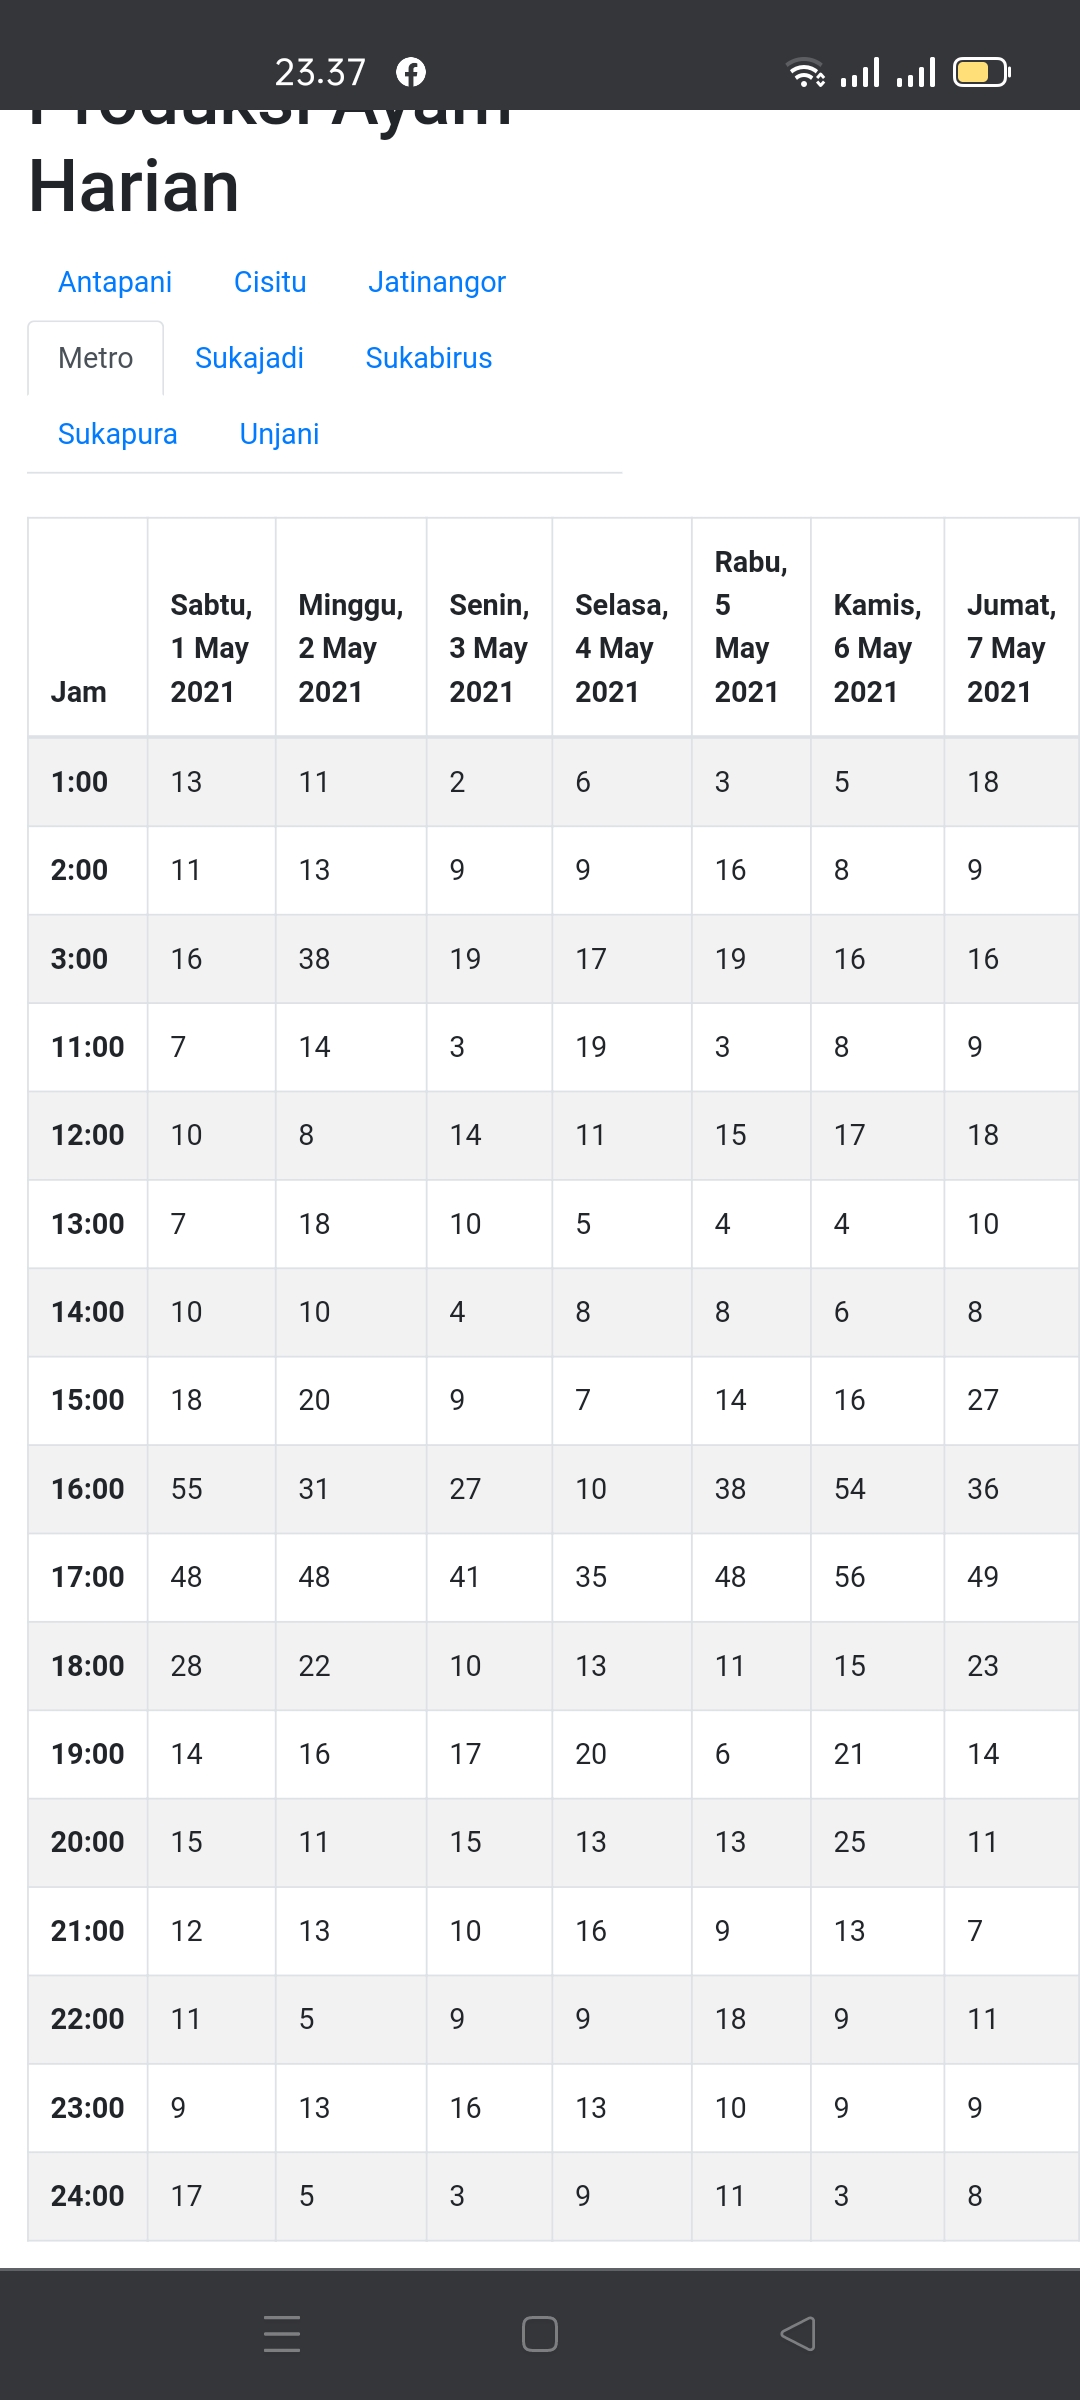 23.37
Produksi Ayam
Harian
Antapani Cisitu Jatinangor
Metro Sukajadi Sukabirus
Sukapura Unjani
Jam Sabtu, 1 May 2021 Minggu, 2 May 2021 Senin, 3 May 2021 Selasa, 4 May 2021 Rabu, 5 May 2021 Kamis, 6 May 2021 Jumat, 7 May 2021
1:00 13 11 2 6 3 5 18
2:00 11 13 9 9 16 8 9
3:00 16 38 19 17 19 16 16
11:00 7 14 3 19 3 8 9
12:00 10 8 14 11 15 17 18
13:00 7 18 10 5 4 4 10
14:00 10 10 4 8 8 6 8
15:00 18 20 9 7 14 16 27
16:00 55 31 27 10 38 54 36
17:00 48 48 41 35 48 56 49
18:00 28 22 10 13 11 15 23
19:00 14 16 17 20 6 21 14
20:00 15 11 15 13 13 25 11
21:00 12 13 10 16 9 13 7
22:00 11 5 9 9 18 9 11
23:00 9 13 16 13 10 9 9
24:00 17 5 3 9 11 3 8